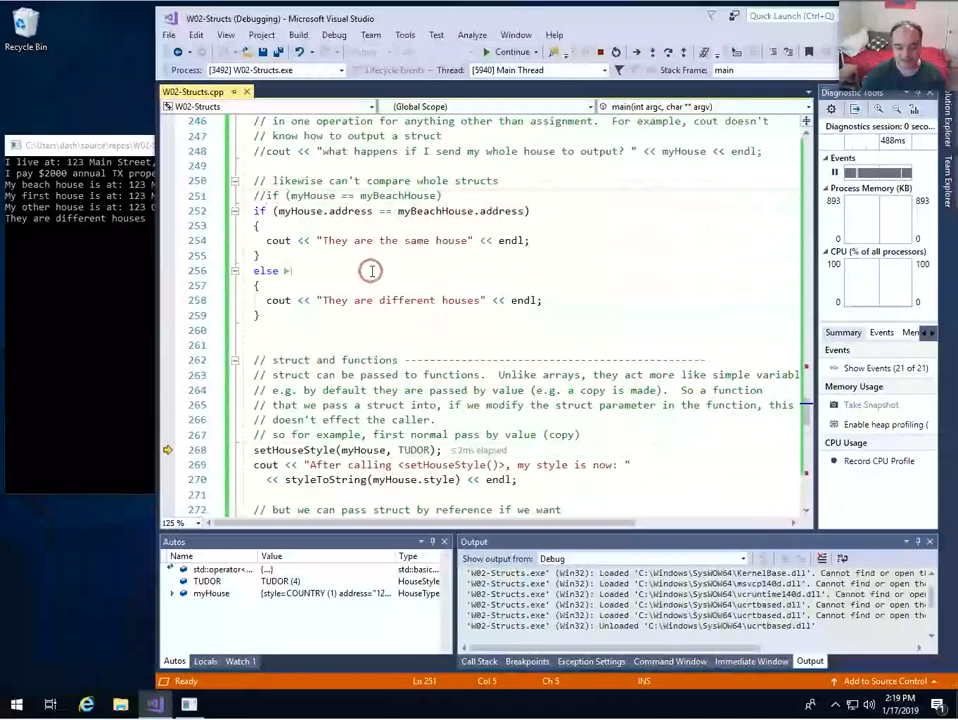 Recycle Bin
W02-Structs (Debugging) - Microsoft Visual Studio
Quick Launch (Ctrl+Q)
File Edit View Project Build Debug Team Tools Test Analyze Window Help
Continue
Process: [3492] W02-Structs.exe Lifecycle Events Thread: [5940] Main Thread Stack Frame: main
W02-Structs.cpp
W02-Structs (Global Scope) main(int argc, char ** argv)
246 // in one operation for anything other than assignment. For example, cout doesn't
247 // know how to output a struct
248 //cout << "what happens if I send my whole house to output? " << myHouse << endl;
249
250 // likewise can't compare whole structs
251 //if (myHouse == myBeachHouse)
252 if (myHouse.address == myBeachHouse.address)
253 {
254 cout << "They are the same house" << endl;
255 }
256 else
257 {
258 cout << "They are different houses" << endl;
259 }
260
261
262 // struct and functions --------------------------------------------------
263 // struct can be passed to functions. Unlike arrays, they act more like simple variabl
264 // e.g. by default they are passed by value (e.g. a copy is made). So a function
265 // that we pass a struct into, if we modify the struct parameter in the function, this
266 // doesn't effect the caller.
267 // so for example, first normal pass by value (copy)
268 setHouseStyle(myHouse, TUDOR); ≤2ms elapsed
269 cout << "After calling <setHouseStyle()>, my style is now: "
270 << styleToString(myHouse.style) << endl;
271
272 // but we can pass struct by reference if we want
125 %
C:\Users\dash\source\repos\W02-S
I live at: 123 Main Street,
I pay $2000 annual TX prope
My beach house is at: 123 M
My first house is at: 123 M
My other house is at: 123 O
They are different houses
Diagnostic Tools
Diagnostics session: 0 seco...
488ms
Events
Process Memory (KB)
893 893
0 0
CPU (% of all processors)
100 100
0 0
Summary Events Mem
Events
Show Events (21 of 21)
Memory Usage
Take Snapshot
Enable heap profiling (
CPU Usage
Record CPU Profile
Solution Explorer
Team Explorer
Autos
Name Value Type
std::operator<... {...} std::basic...
TUDOR TUDOR (4) HouseStyle
myHouse {style=COUNTRY (1) address="12... HouseType
Autos Locals Watch 1
Output
Show output from: Debug
'W02-Structs.exe' (Win32): Loaded 'C:\Windows\SysWOW64\KernelBase.dll'. Cannot find or open the
'W02-Structs.exe' (Win32): Loaded 'C:\Windows\SysWOW64\msvcp140d.dll'. Cannot find or open the
'W02-Structs.exe' (Win32): Loaded 'C:\Windows\SysWOW64\vcruntime140d.dll'. Cannot find or ope
'W02-Structs.exe' (Win32): Loaded 'C:\Windows\SysWOW64\ucrtbased.dll'. Cannot find or open the
'W02-Structs.exe' (Win32): Loaded 'C:\Windows\SysWOW64\ucrtbased.dll'. Cannot find or open the
'W02-Structs.exe' (Win32): Unloaded 'C:\Windows\SysWOW64\ucrtbased.dll'
Call Stack Breakpoints Exception Settings Command Window Immediate Window Output
Ready Ln 251 Col 5 Ch 5 INS Add to Source Control
2:19 PM
1/17/2019